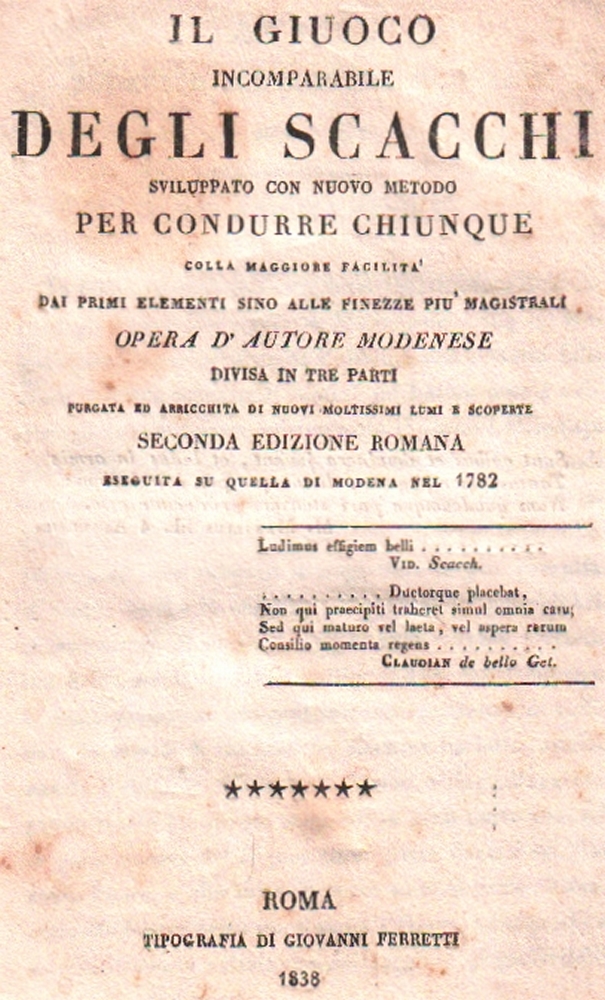 IL GIUOCO
INCOMPARABILE
DEGLI SCACCHI
SVILUPPATO CON NUOVO METODO
PER CONDURRE CHIUNQUE
COLLA MAGGIORE FACILITA'
DAI PRIMI ELEMENTI SINO ALLE FINEZZE PIU' MAGISTRALI
OPERA D' AUTORE MODENESE
DIVISA IN TRE PARTI
PURGATA ED ARRICCHITA DI NUOVI MOLTISSIMI LUMI E SCOPERTE
SECONDA EDIZIONE ROMANA
ESEGUITA SU QUELLA DI MODENA NEL 1782
Ludimus effigiem belli . . . . . . . . . .
VID. Scacch.
. . . . . . . . . . Ductorque placebat,
Non qui praecipiti traheret simul omnia casu;
Sed qui maturo vel laeta, vel aspera rerum
Consilio momenta regens . . . . . . . . . .
CLAUDIAN de bello Get.
★★★★★★★
ROMA
TIPOGRAFIA DI GIOVANNI FERRETTI
1838